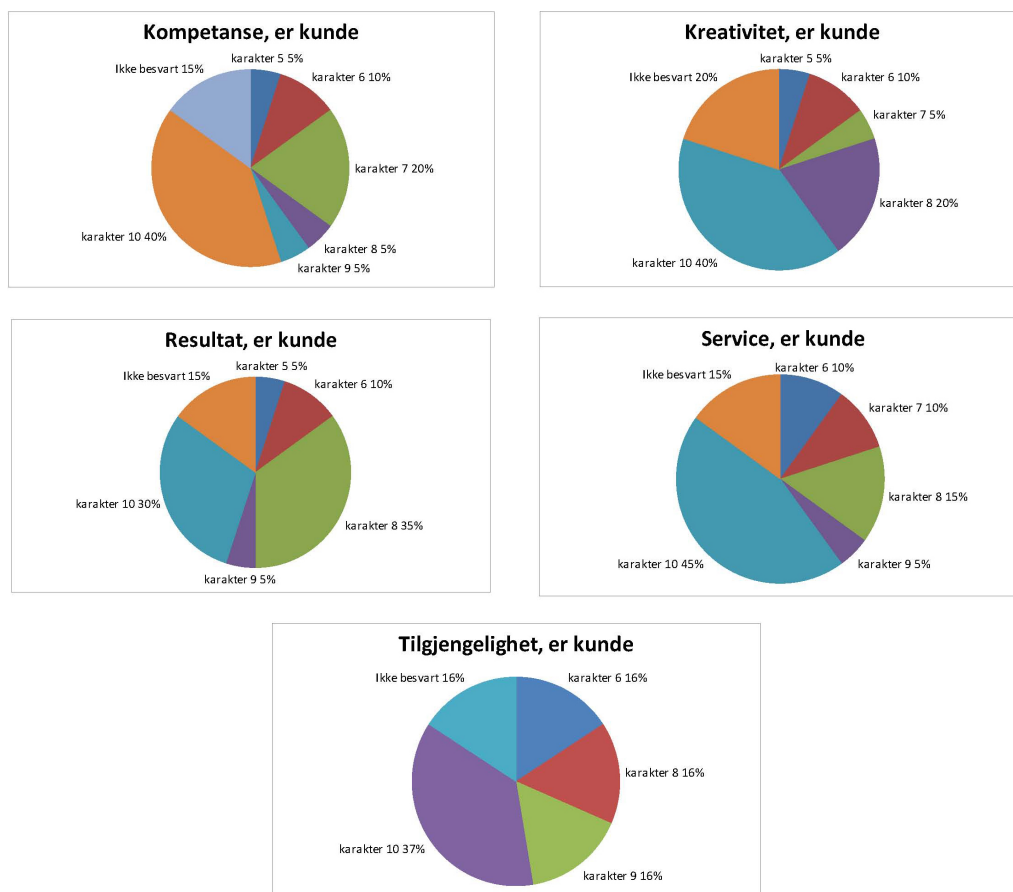 Kompetanse, er kunde
karakter 5 5%
karakter 6 10%
karakter 7 20%
karakter 8 5%
karakter 9 5%
karakter 10 40%
Ikke besvart 15%
Kreativitet, er kunde
karakter 5 5%
karakter 6 10%
karakter 7 5%
karakter 8 20%
karakter 10 40%
Ikke besvart 20%
Resultat, er kunde
karakter 5 5%
karakter 6 10%
karakter 8 35%
karakter 9 5%
karakter 10 30%
Ikke besvart 15%
Service, er kunde
karakter 6 10%
karakter 7 10%
karakter 8 15%
karakter 9 5%
karakter 10 45%
Ikke besvart 15%
Tilgjengelighet, er kunde
karakter 6 16%
karakter 8 16%
karakter 9 16%
karakter 10 37%
Ikke besvart 16%